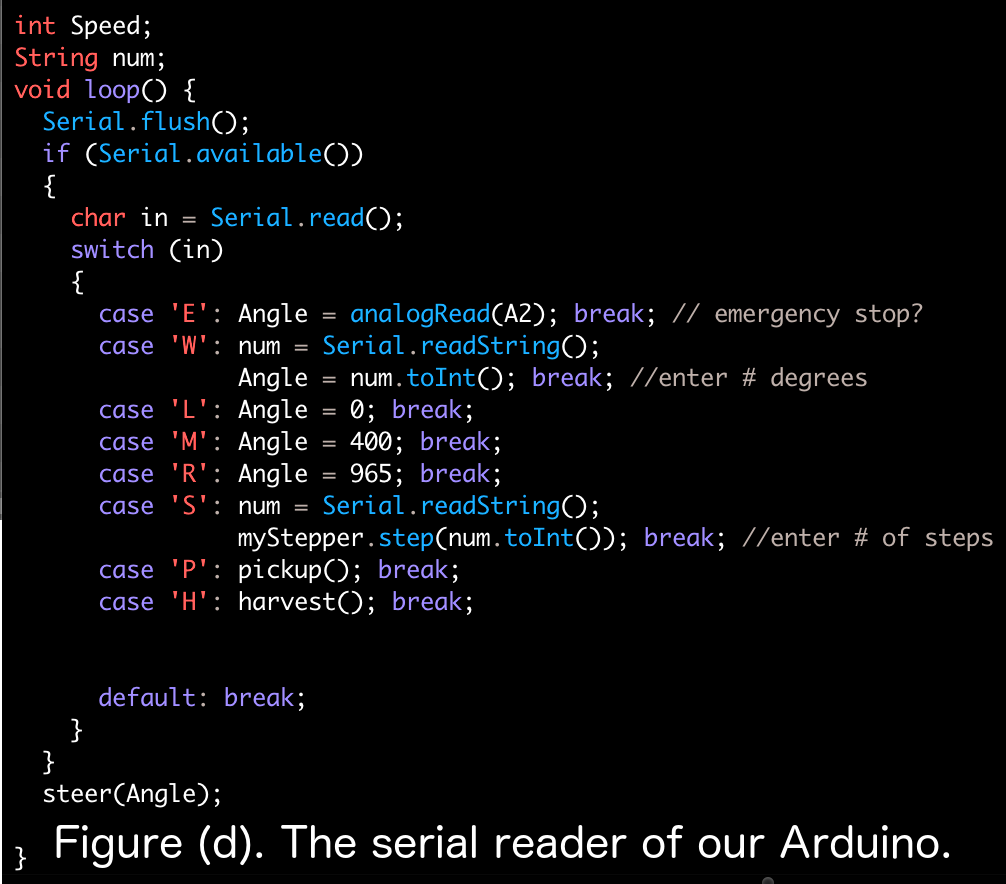 int Speed;
String num;
void loop() {
  Serial.flush();
  if (Serial.available())
  {
    char in = Serial.read();
    switch (in)
    {
      case 'E': Angle = analogRead(A2); break; // emergency stop?
      case 'W': num = Serial.readString();
                Angle = num.toInt(); break; //enter # degrees
      case 'L': Angle = 0; break;
      case 'M': Angle = 400; break;
      case 'R': Angle = 965; break;
      case 'S': num = Serial.readString();
                myStepper.step(num.toInt()); break; //enter # of steps
      case 'P': pickup(); break;
      case 'H': harvest(); break;


      default: break;
    }
  }
  steer(Angle);
Figure (d). The serial reader of our Arduino.
}